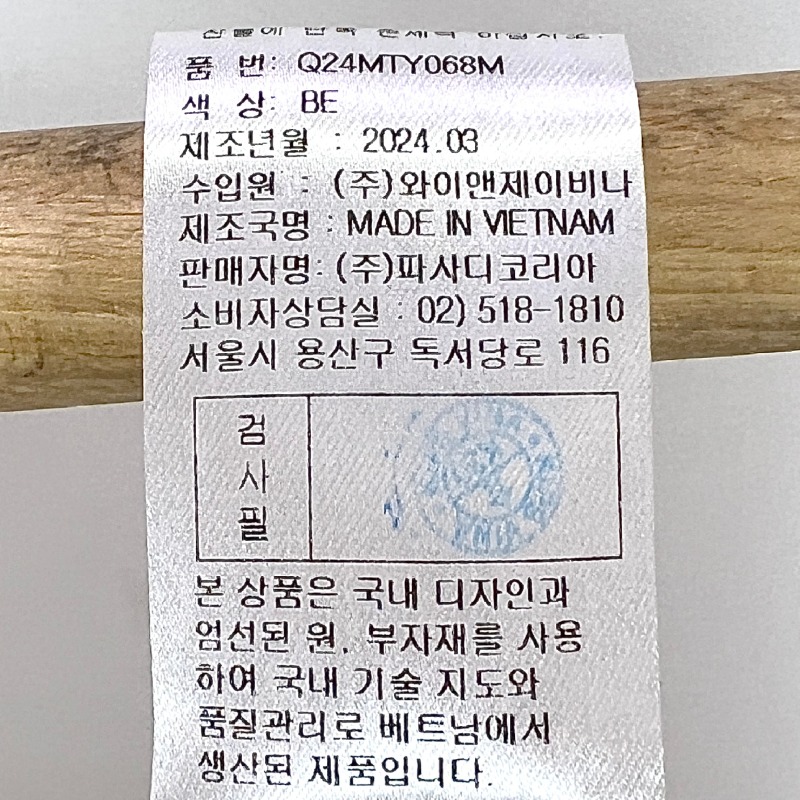 품 번: Q24MTY068M
색 상: BE
제조년월 : 2024.03
수입원 : (주)와이앤제이비나
제조국명 : MADE IN VIETNAM
판매자명: (주)파사디코리아
소비자상담실 : 02) 518-1810
서울시 용산구 독서당로 116
검
사
필
본 상품은 국내 디자인과
엄선된 원, 부자재를 사용
하여 국내 기술 지도와
품질관리로 베트남에서
생산된 제품입니다.